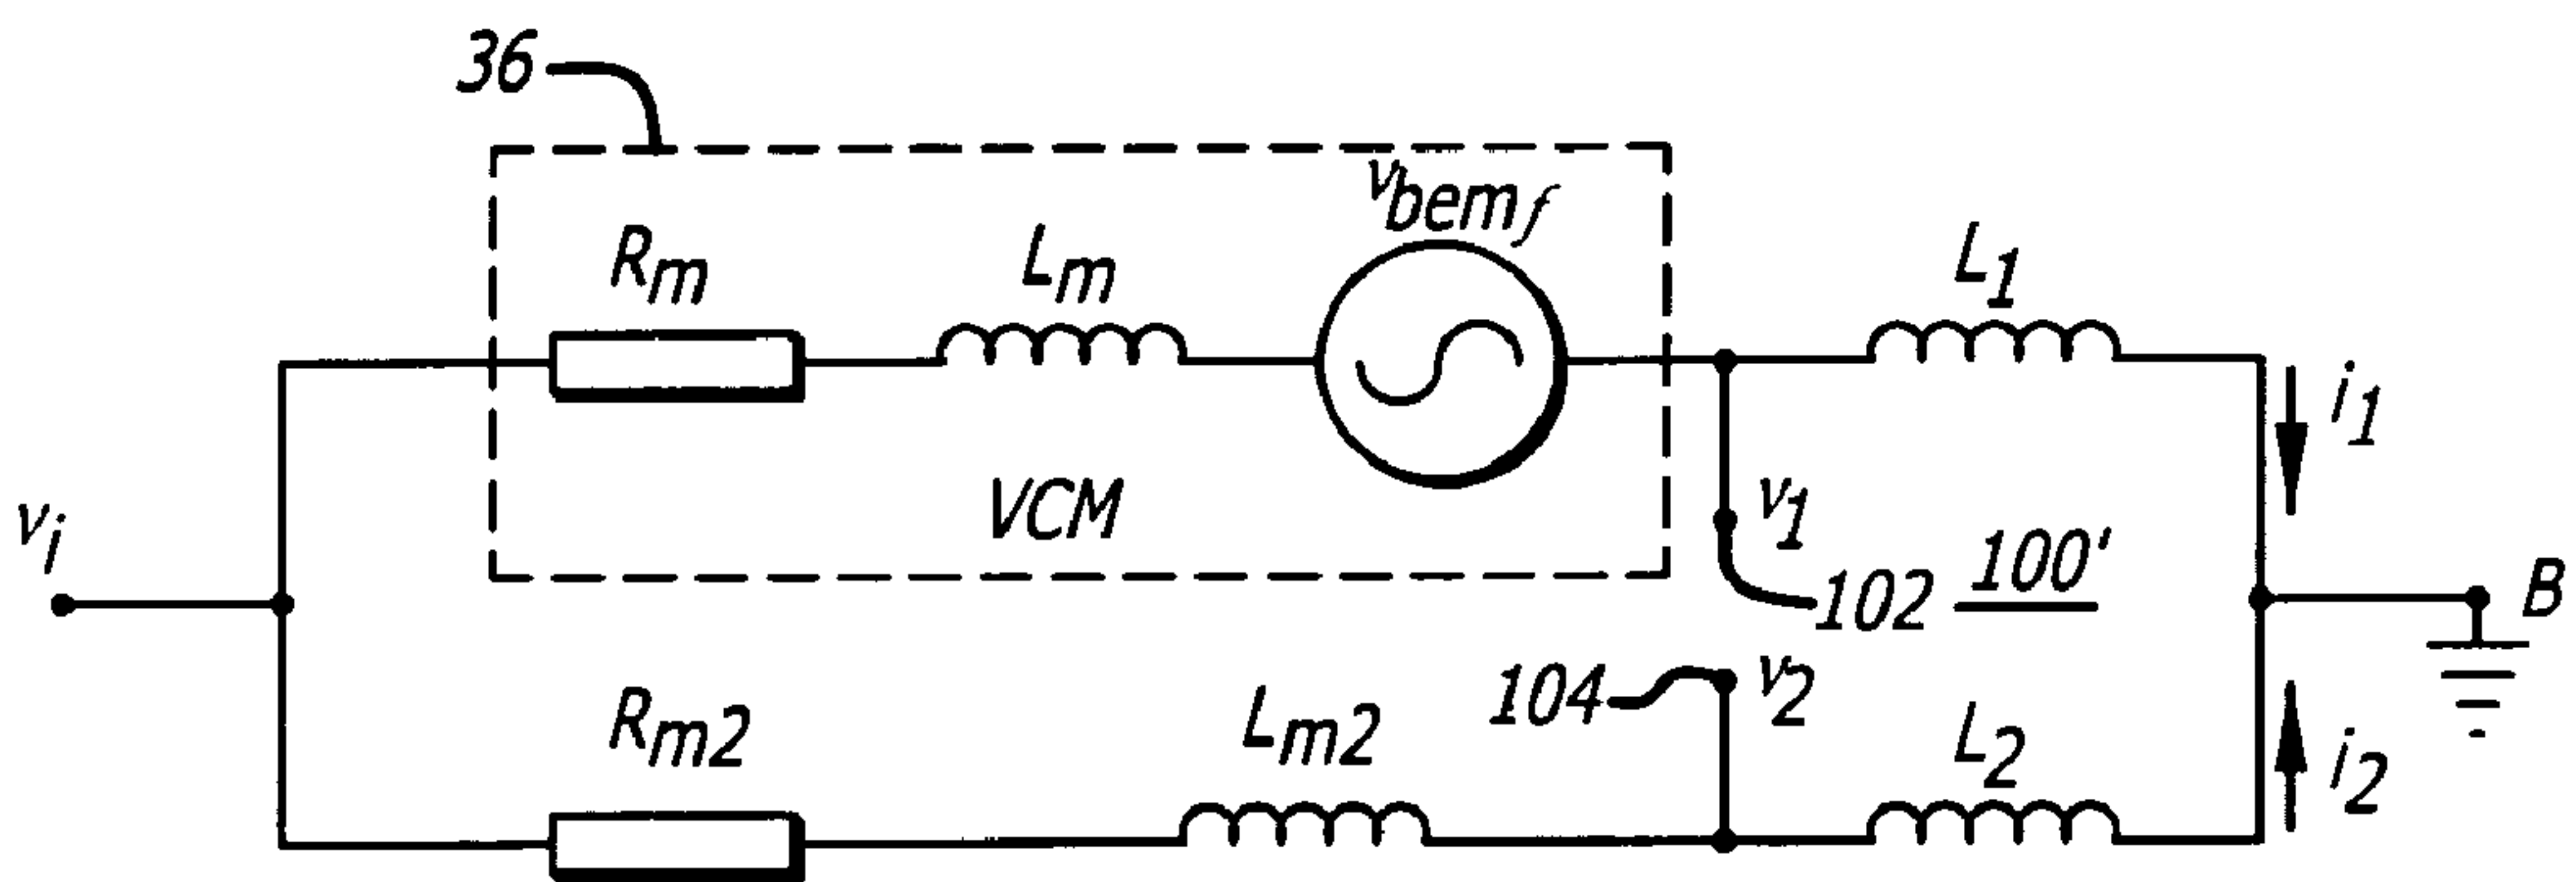 36
v_bemf
R_m
L_m
L_1
i_1
VCM
v_1
v_i
102
100'
B
104
v_2
R_m2
L_m2
L_2
i_2